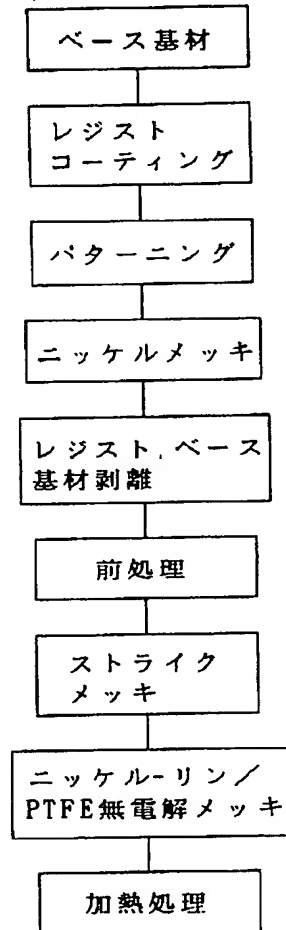 ベース基材
レジスト
コーティング
パターニング
ニッケルメッキ
レジスト,ベース
基材剥離
前処理
ストライク
メッキ
ニッケル-リン/
PTFE無電解メッキ
加熱処理